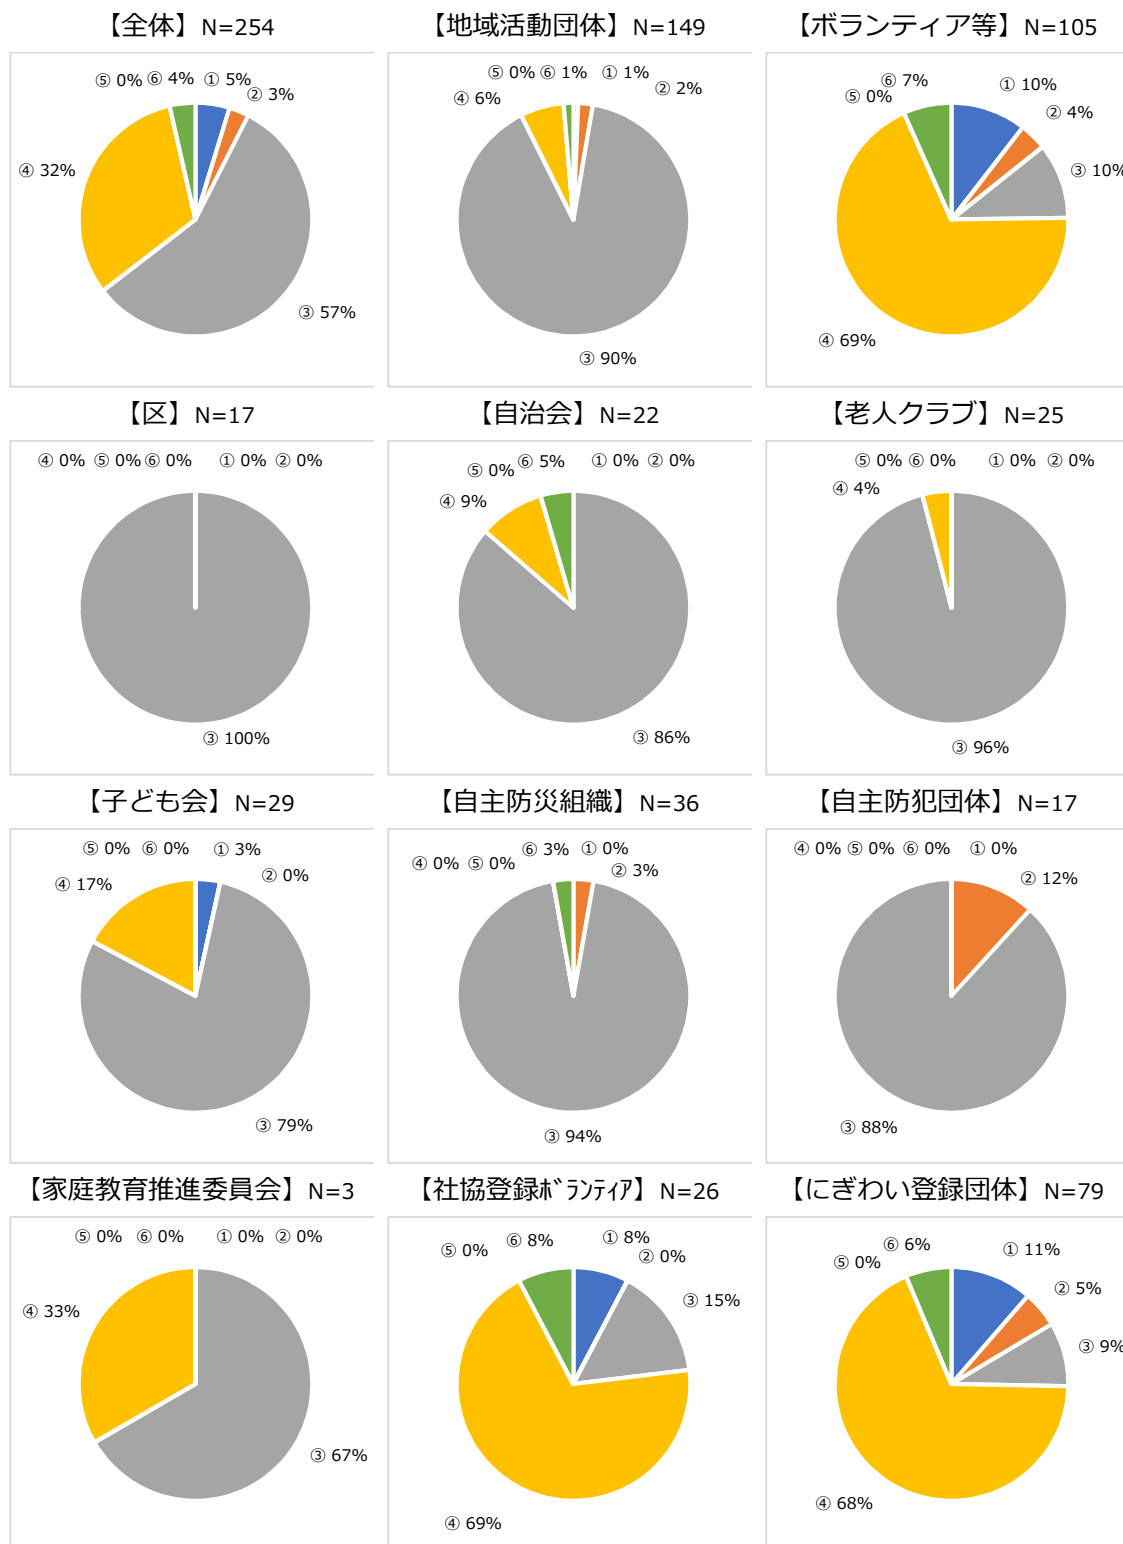 【全体】N=254
⑤ 0% ⑥ 4% ① 5%
② 3%
④ 32%
③ 57%
【地域活動団体】N=149
⑤ 0% ⑥ 1% ① 1%
② 2%
④ 6%
③ 90%
【ボランティア等】N=105
⑥ 7% ① 10%
⑤ 0% ② 4%
③ 10%
④ 69%
【区】N=17
④ 0% ⑤ 0% ⑥ 0% ① 0% ② 0%
③ 100%
【自治会】N=22
⑤ 0% ⑥ 5% ① 0% ② 0%
④ 9%
③ 86%
【老人クラブ】N=25
⑤ 0% ⑥ 0% ① 0% ② 0%
④ 4%
③ 96%
【子ども会】N=29
⑤ 0% ⑥ 0% ① 3%
② 0%
④ 17%
③ 79%
【自主防災組織】N=36
⑥ 3% ① 0%
④ 0% ⑤ 0% ② 3%
③ 94%
【自主防犯団体】N=17
④ 0% ⑤ 0% ⑥ 0% ① 0%
② 12%
③ 88%
【家庭教育推進委員会】N=3
⑤ 0% ⑥ 0% ① 0% ② 0%
④ 33%
③ 67%
【社協登録ﾎﾞﾗﾝﾃｨｱ】N=26
⑤ 0% ⑥ 8% ① 8%
② 0%
③ 15%
④ 69%
【にぎわい登録団体】N=79
⑥ 6% ① 11%
⑤ 0% ② 5%
③ 9%
④ 68%